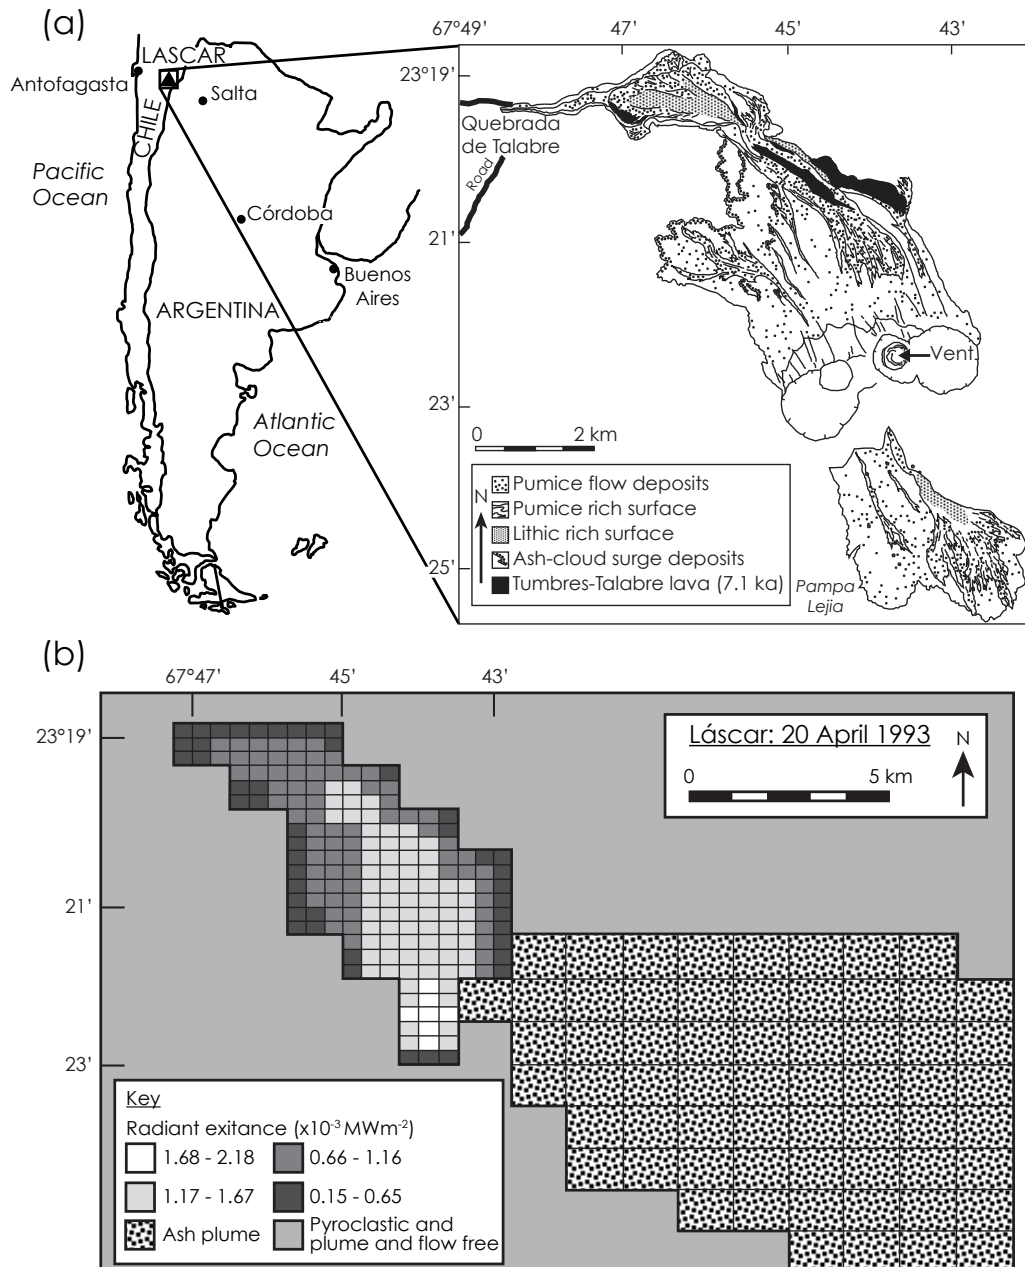 (a)
67°49' 47' 45' 43'
LASCAR
Antofagasta
Salta
CHILE
Pacific
Ocean
Córdoba
Buenos
Aires
ARGENTINA
Atlantic
Ocean
23°19'
Quebrada
de Talabre
Road
21'
Vent
23'
0 2 km
N
Pumice flow deposits
Pumice rich surface
Lithic rich surface
Ash-cloud surge deposits
Tumbres-Talabre lava (7.1 ka)
25'
Pampa
Lejia
(b)
67°47' 45' 43'
23°19'
Láscar: 20 April 1993
N
0 5 km
21'
23'
Key
Radiant exitance (x10⁻³ MWm⁻²)
1.68 - 2.18 0.66 - 1.16
1.17 - 1.67 0.15 - 0.65
Ash plume Pyroclastic and
plume and flow free